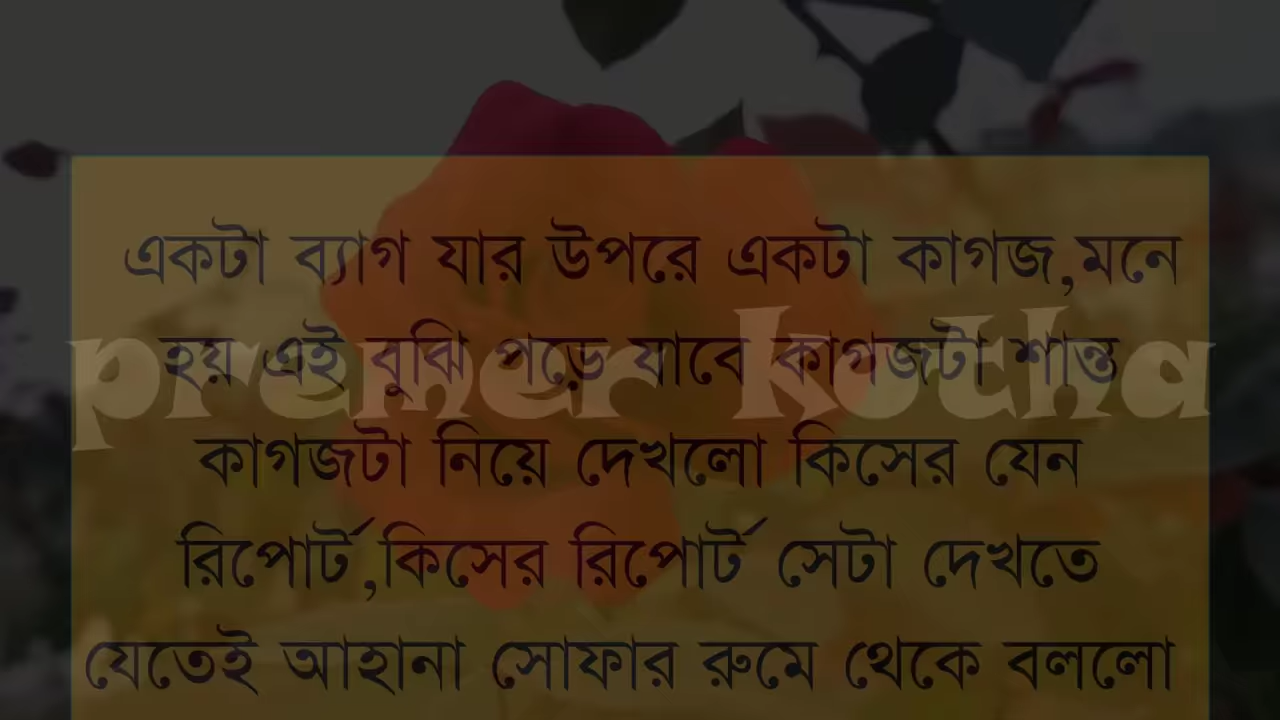 একটা ব্যাগ যার উপরে একটা কাগজ,মনে
হয় এই বুঝি পড়ে যাবে কাগজটা শান্ত
premer kotha
কাগজটা নিয়ে দেখলো কিসের যেন
রিপোর্ট,কিসের রিপোর্ট সেটা দেখতে
যেতেই আহানা সোফার রুমে থেকে বললো